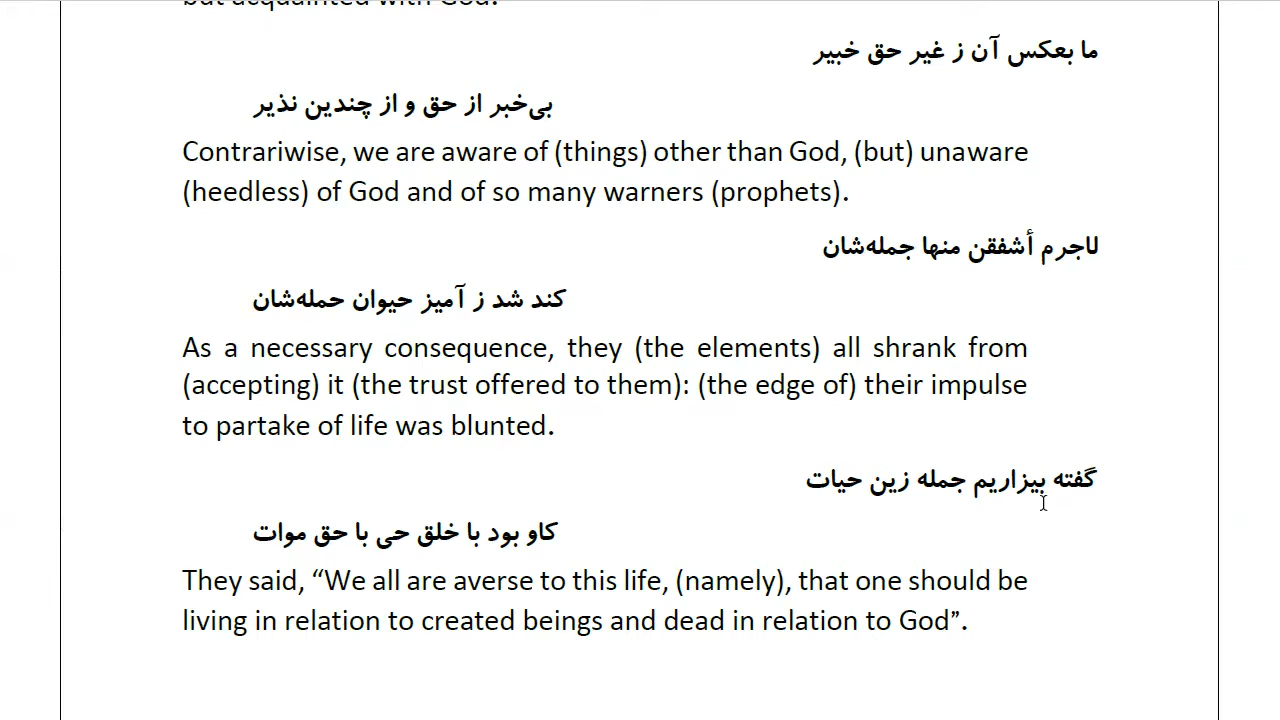 but acquainted with God.
ما بعکس آن ز غیر حق خبیر
بی‌خبر از حق و از چندین نذیر
Contrariwise, we are aware of (things) other than God, (but) unaware
(heedless) of God and of so many warners (prophets).
لاجرم أشفقن منها جمله‌شان
کند شد ز آمیز حیوان حمله‌شان
As a necessary consequence, they (the elements) all shrank from
(accepting) it (the trust offered to them): (the edge of) their impulse
to partake of life was blunted.
گفته بیزاریم جمله زین حیات
کاو بود با خلق حی با حق موات
They said, “We all are averse to this life, (namely), that one should be
living in relation to created beings and dead in relation to God”.